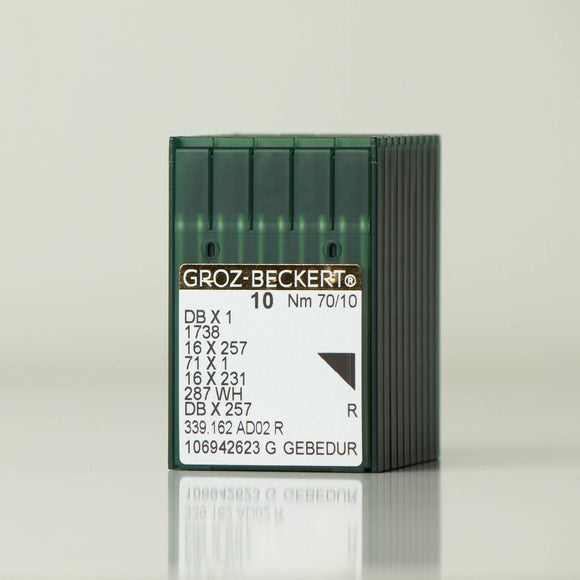 GROZ-BECKERT®
10 Nm 70/10
DB X 1
1738
16 X 257
71 X 1
16 X 231
287 WH
DB X 257 R
339.162 AD02 R
106942623 G GEBEDUR